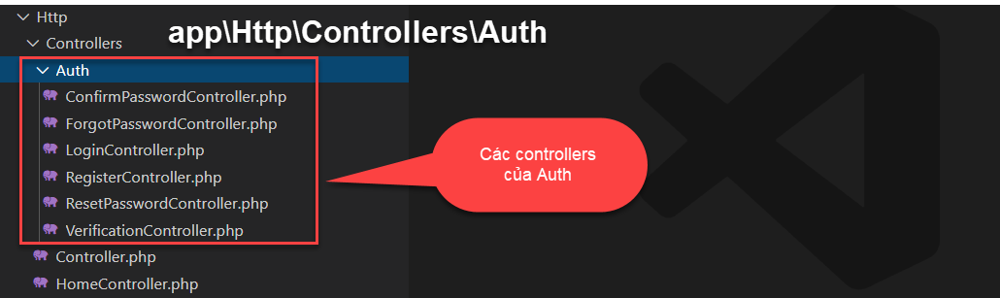 Http
app\Http\Controllers\Auth
Controllers
Auth
ConfirmPasswordController.php
ForgotPasswordController.php
LoginController.php
RegisterController.php
ResetPasswordController.php
VerificationController.php
Controller.php
HomeController.php
Các controllers
của Auth